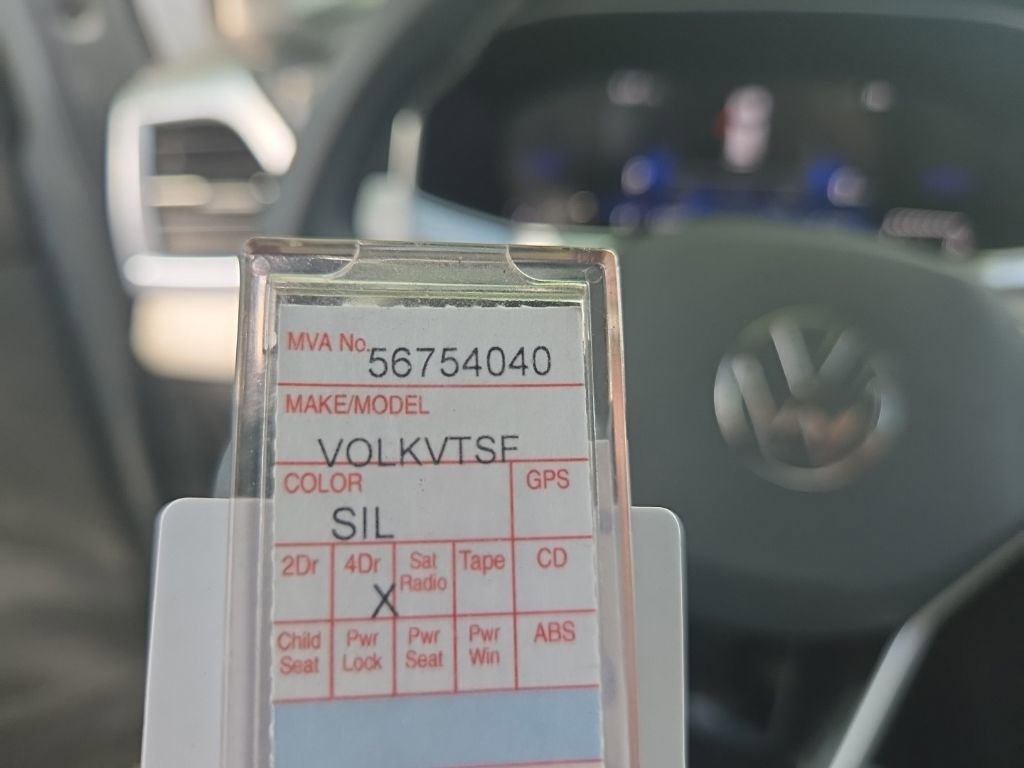 MVA No. 56754040
MAKE/MODEL
VOLKVTSF
COLOR GPS
SIL
2Dr 4Dr Sat Radio Tape CD
X
Child Seat Pwr Lock Pwr Seat Pwr Win ABS